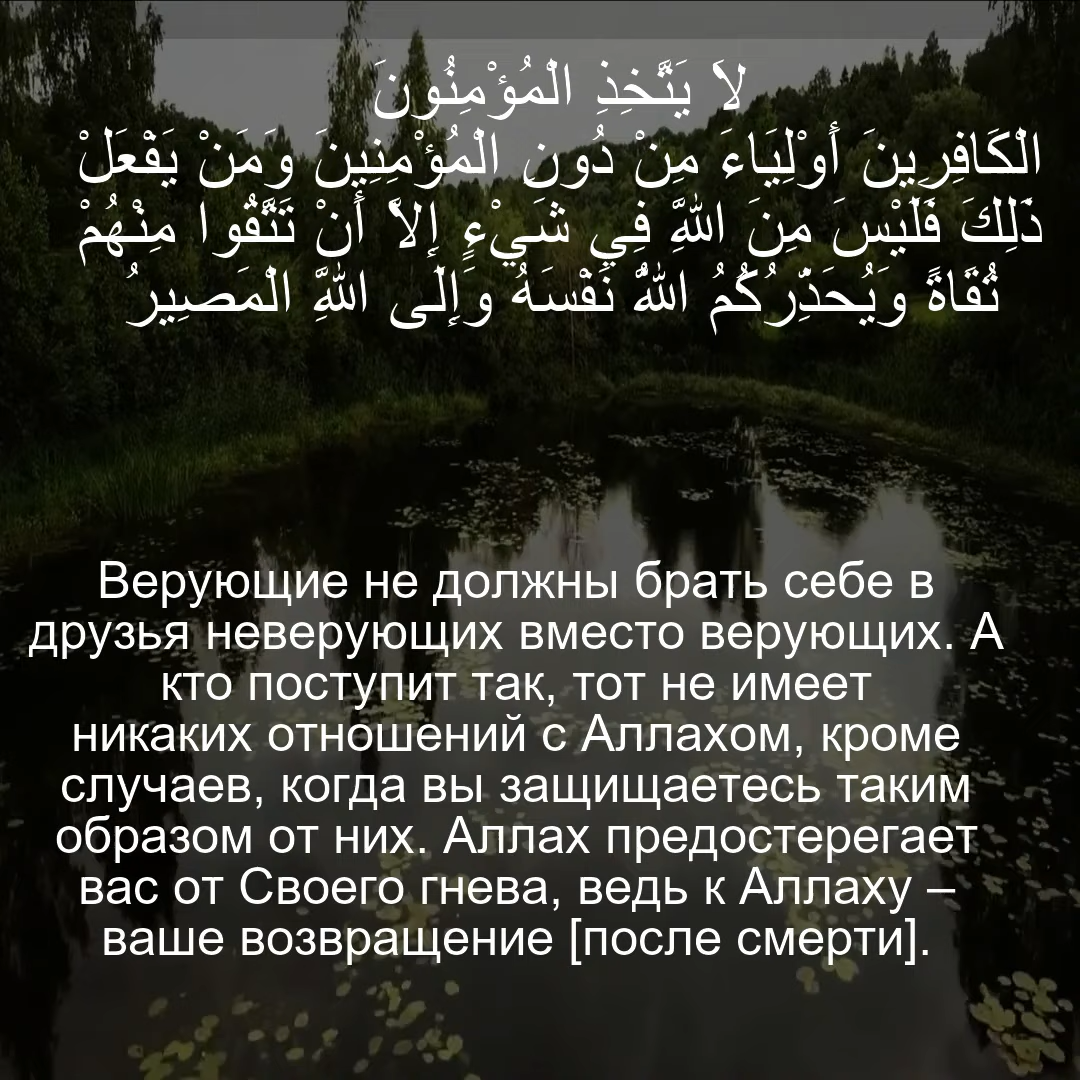 لاَ يَتَّخِذِ الْمُؤْمِنُونَ
الْكَافِرِينَ أَوْلِيَاءَ مِنْ دُونِ الْمُؤْمِنِينَ وَمَنْ يَفْعَلْ
ذَلِكَ فَلَيْسَ مِنَ اللَّهِ فِي شَيْءٍ إِلاَّ أَنْ تَتَّقُوا مِنْهُمْ
تُقَاةً وَيُحَذِّرُكُمُ اللَّهُ نَفْسَهُ وَإِلَى اللَّهِ الْمَصِيرُ
Верующие не должны брать себе в
друзья неверующих вместо верующих. А
кто поступит так, тот не имеет
никаких отношений с Аллахом, кроме
случаев, когда вы защищаетесь таким
образом от них. Аллах предостерегает
вас от Своего гнева, ведь к Аллаху –
ваше возвращение [после смерти].